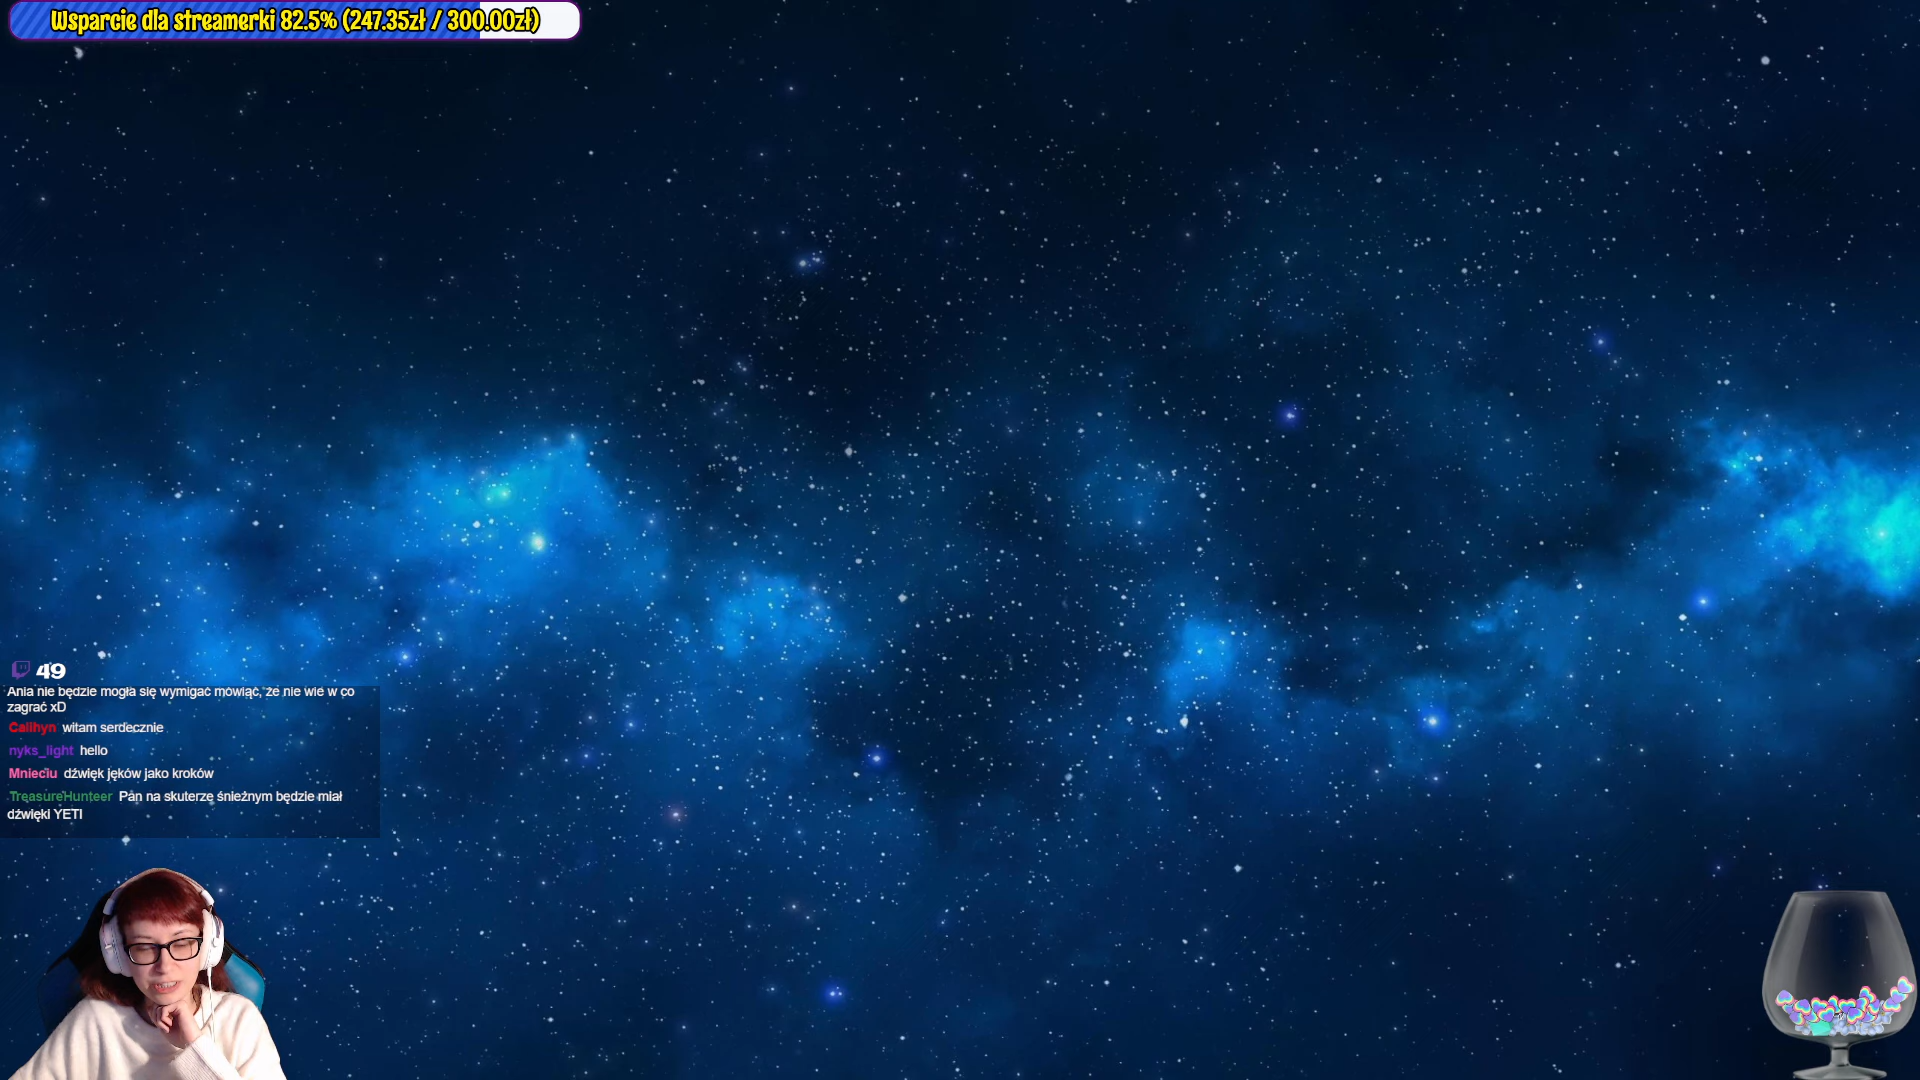 Wsparcie dla streamerki 82.5% (247.35zł / 300.00zł)
49
Ania nie będzie mogła się wymigać mówiąc, że nie wie w co
zagrać xD
Calihyn witam serdecznie
nyks_light hello
Mnieciu dźwięk jęków jako kroków
TreasureHunteer Pan na skuterze śnieżnym będzie miał
dźwięki YETI